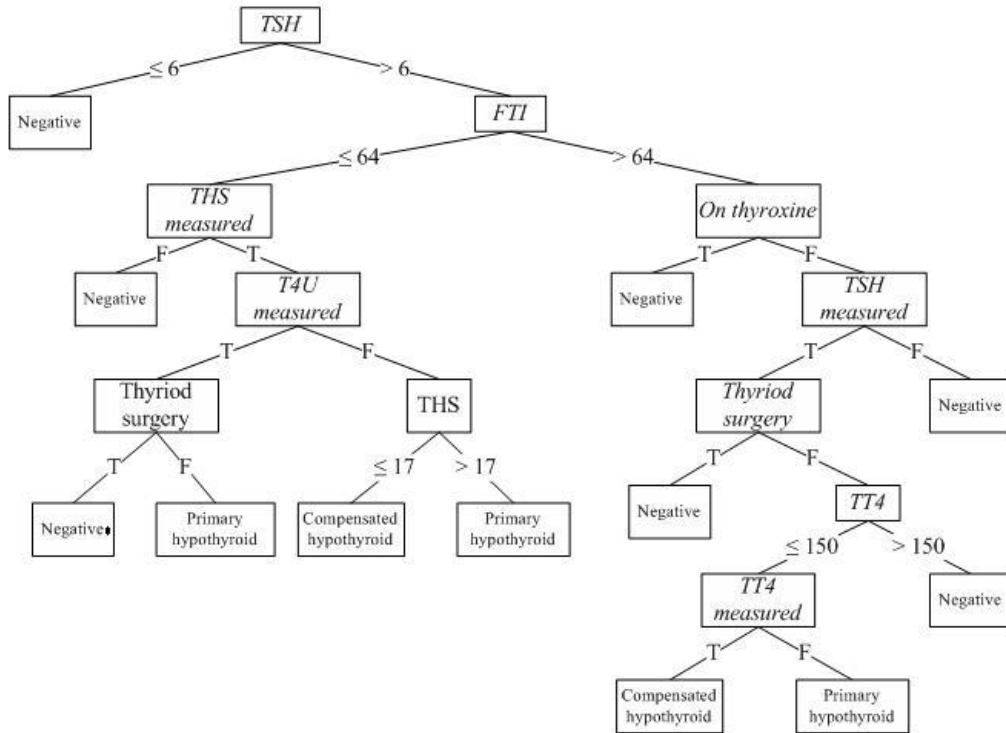 TSH
≤ 6
> 6
Negative
FTI
≤ 64
> 64
THS
measured
On thyroxine
F
T
T
F
Negative
T4U
measured
Negative
TSH
measured
T
F
T
F
Thyriod
surgery
THS
Thyriod
surgery
Negative
T
F
≤ 17
> 17
T
F
Negative
Primary
hypothyroid
Compensated
hypothyroid
Primary
hypothyroid
Negative
TT4
≤ 150
> 150
TT4
measured
Negative
T
F
Compensated
hypothyroid
Primary
hypothyroid